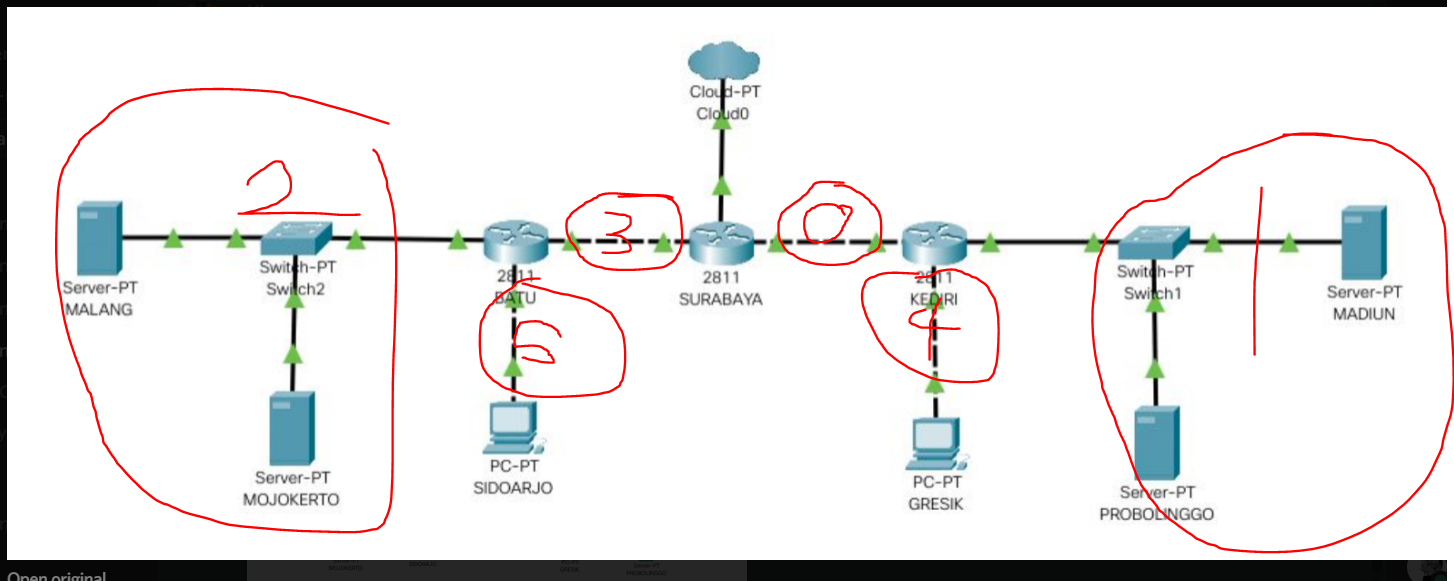 Cloud-PT
Cloud0
2
3
0
1
Server-PT
MALANG
Switch-PT
Switch2
2811
BATU
2811
SURABAYA
2811
KEDIRI
Switch-PT
Switch1
Server-PT
MADIUN
5
4
Server-PT
MOJOKERTO
PC-PT
SIDOARJO
PC-PT
GRESIK
Server-PT
PROBOLINGGO
Open original